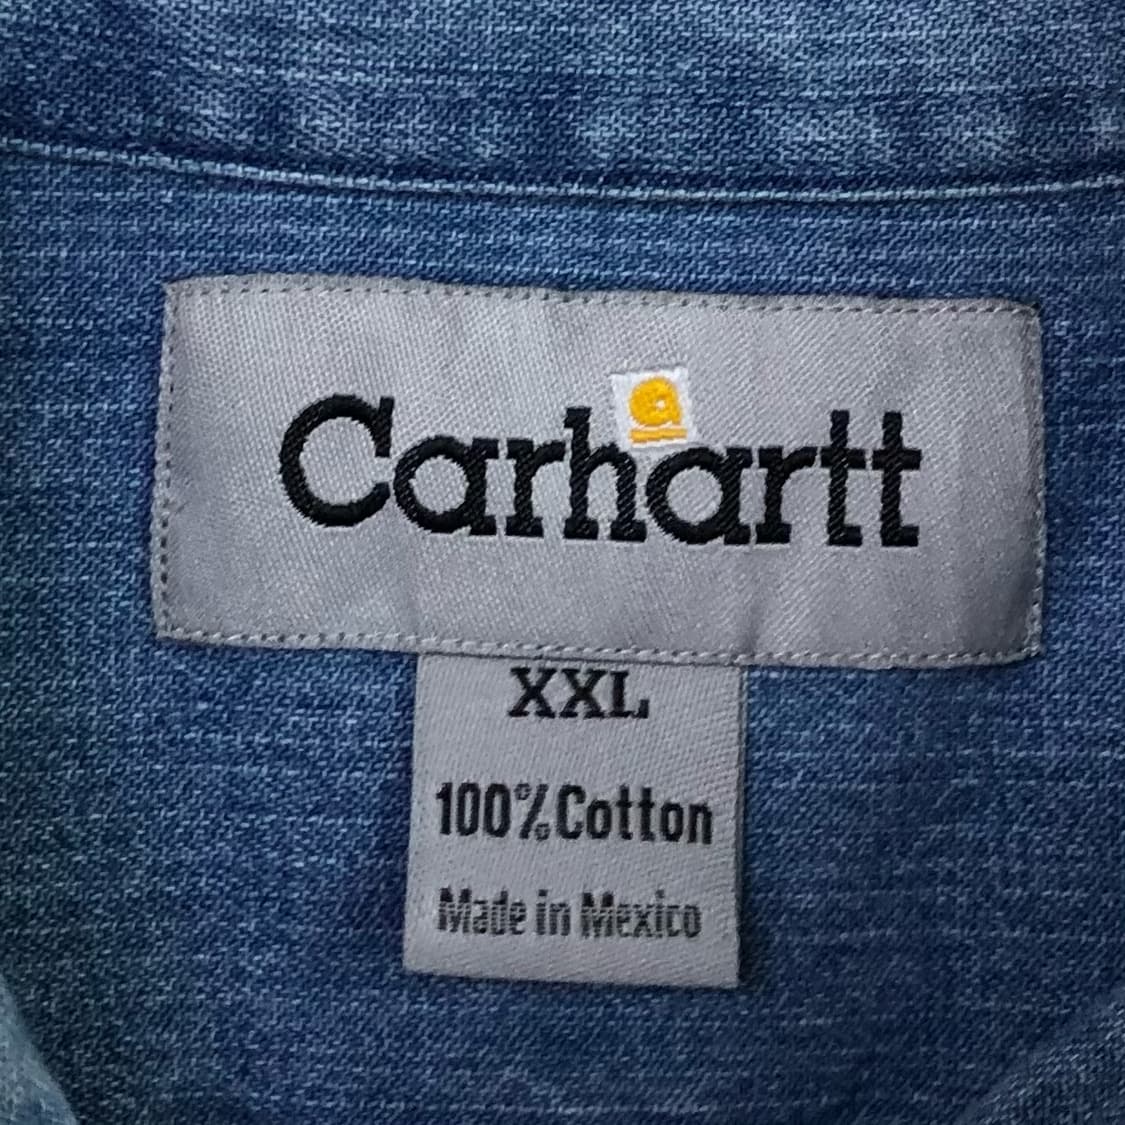 Carhartt
XXL
100% Cotton
Made in Mexico